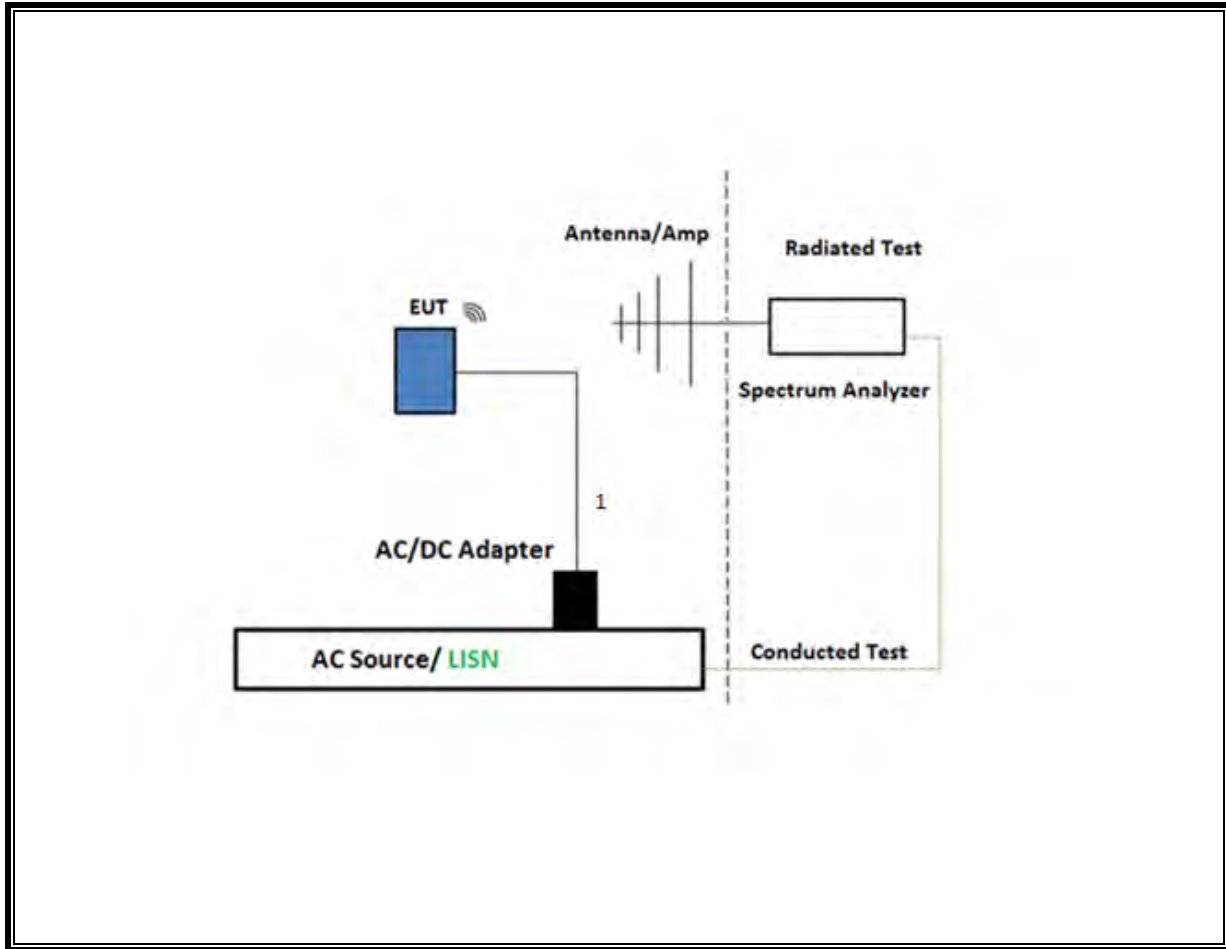 Antenna/Amp
Radiated Test
EUT
Spectrum Analyzer
1
AC/DC Adapter
AC Source/ LISN
Conducted Test